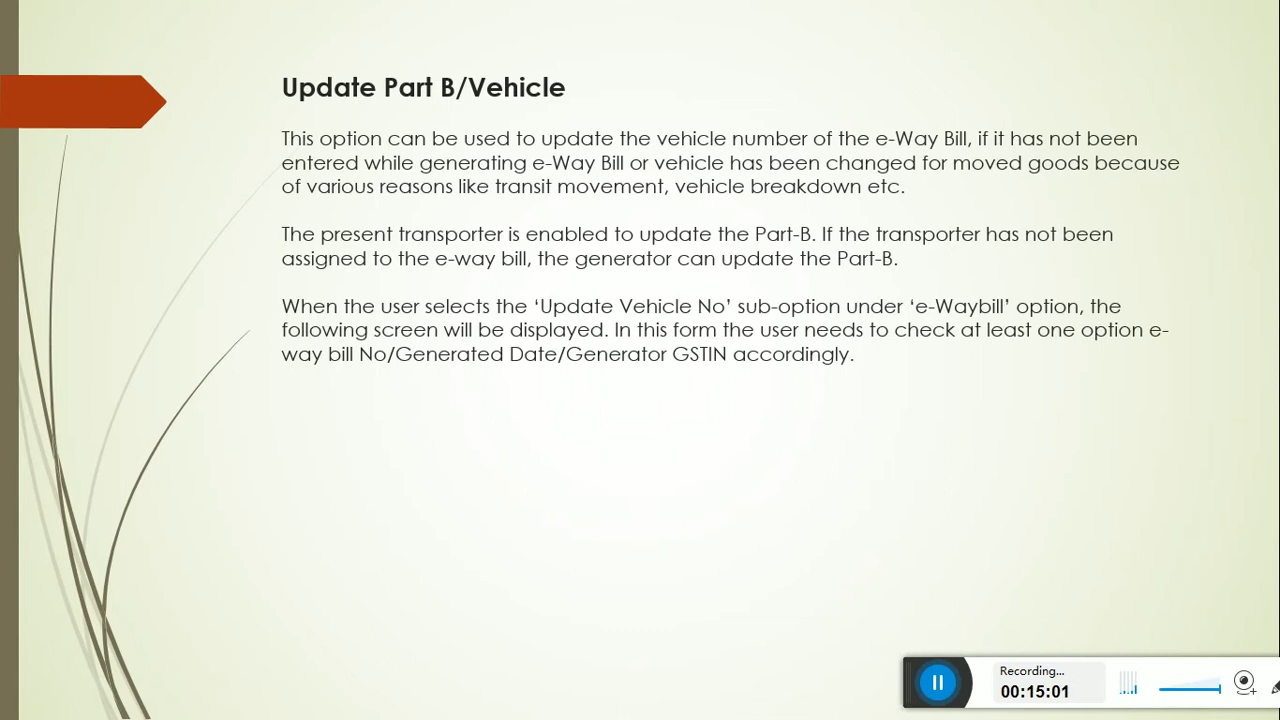 Update Part B/Vehicle
This option can be used to update the vehicle number of the e-Way Bill, if it has not been
entered while generating e-Way Bill or vehicle has been changed for moved goods because
of various reasons like transit movement, vehicle breakdown etc.
The present transporter is enabled to update the Part-B. If the transporter has not been
assigned to the e-way bill, the generator can update the Part-B.
When the user selects the ‘Update Vehicle No’ sub-option under ‘e-Waybill’ option, the
following screen will be displayed. In this form the user needs to check at least one option e-
way bill No/Generated Date/Generator GSTIN accordingly.
Recording...
00:15:01